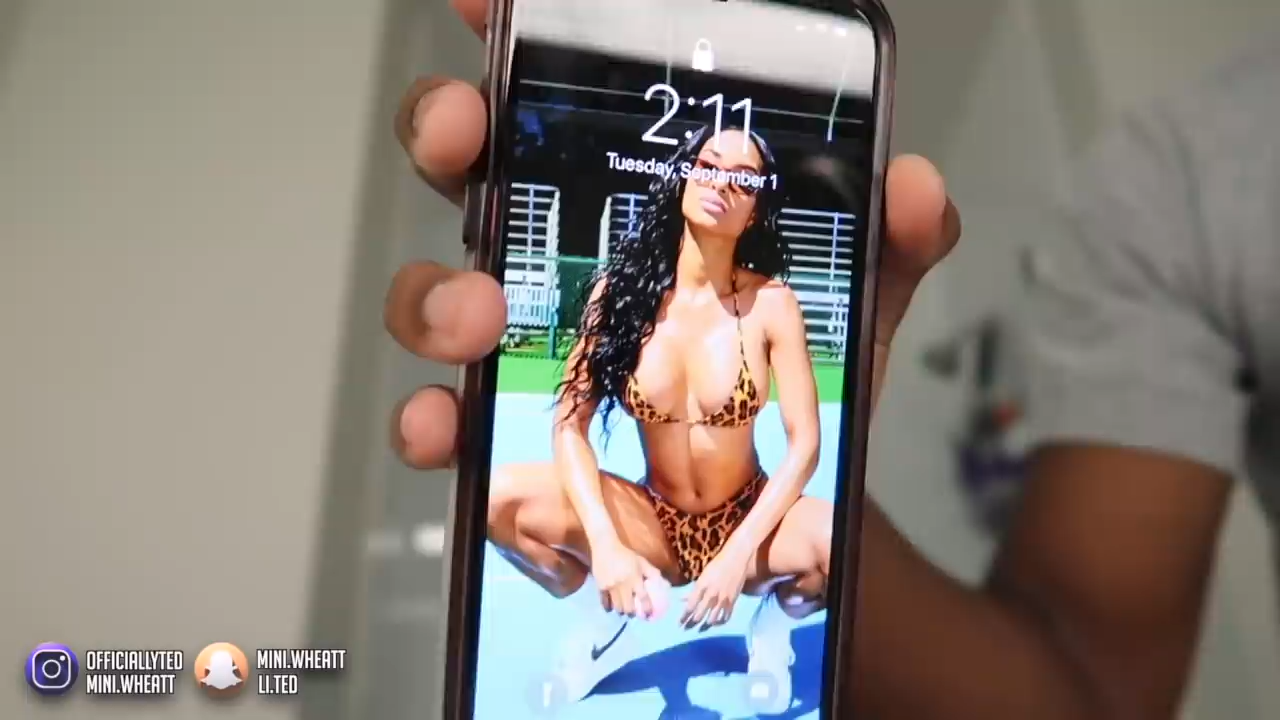 2:11
Tuesday, September 1
OFFICIALLYTED
MINI.WHEATT
MINI.WHEATT
LI.TED